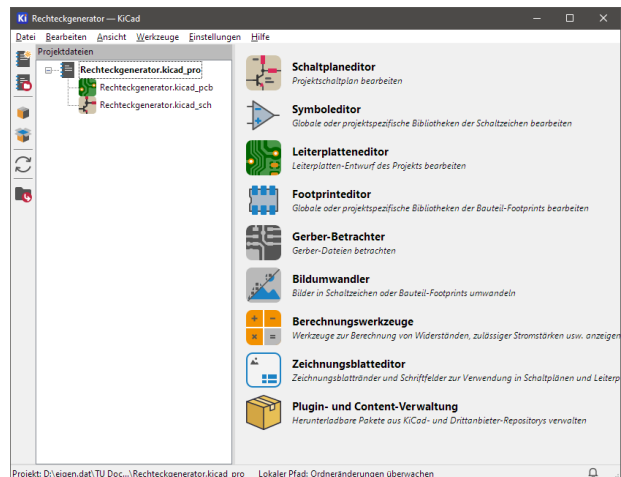 Ki Rechteckgenerator — KiCad
Datei Bearbeiten Ansicht Werkzeuge Einstellungen Hilfe
Projektdateien
Rechteckgenerator.kicad_pro
Rechteckgenerator.kicad_pcb
Rechteckgenerator.kicad_sch
Schaltplaneditor
Projektschaltplan bearbeiten
Symboleditor
Globale oder projektspezifische Bibliotheken der Schaltzeichen bearbeiten
Leiterplatteneditor
Leiterplatten-Entwurf des Projekts bearbeiten
Footprinteditor
Globale oder projektspezifische Bibliotheken der Bauteil-Footprints bearbeiten
Gerber-Betrachter
Gerber-Dateien betrachten
Bildumwandler
Bilder in Schaltzeichen oder Bauteil-Footprints umwandeln
Berechnungswerkzeuge
Werkzeuge zur Berechnung von Widerständen, zulässiger Stromstärken usw. anzeigen
Zeichnungsblatteditor
Zeichnungsblattränder und Schriftfelder zur Verwendung in Schaltplänen und Leiterp
Plugin- und Content-Verwaltung
Herunterladbare Pakete aus KiCad- und Drittanbieter-Repositorys verwalten
Projekt: D:\eigen.dat\TU Doc...\Rechteckgenerator.kicad_pro Lokaler Pfad: Ordneränderungen überwachen